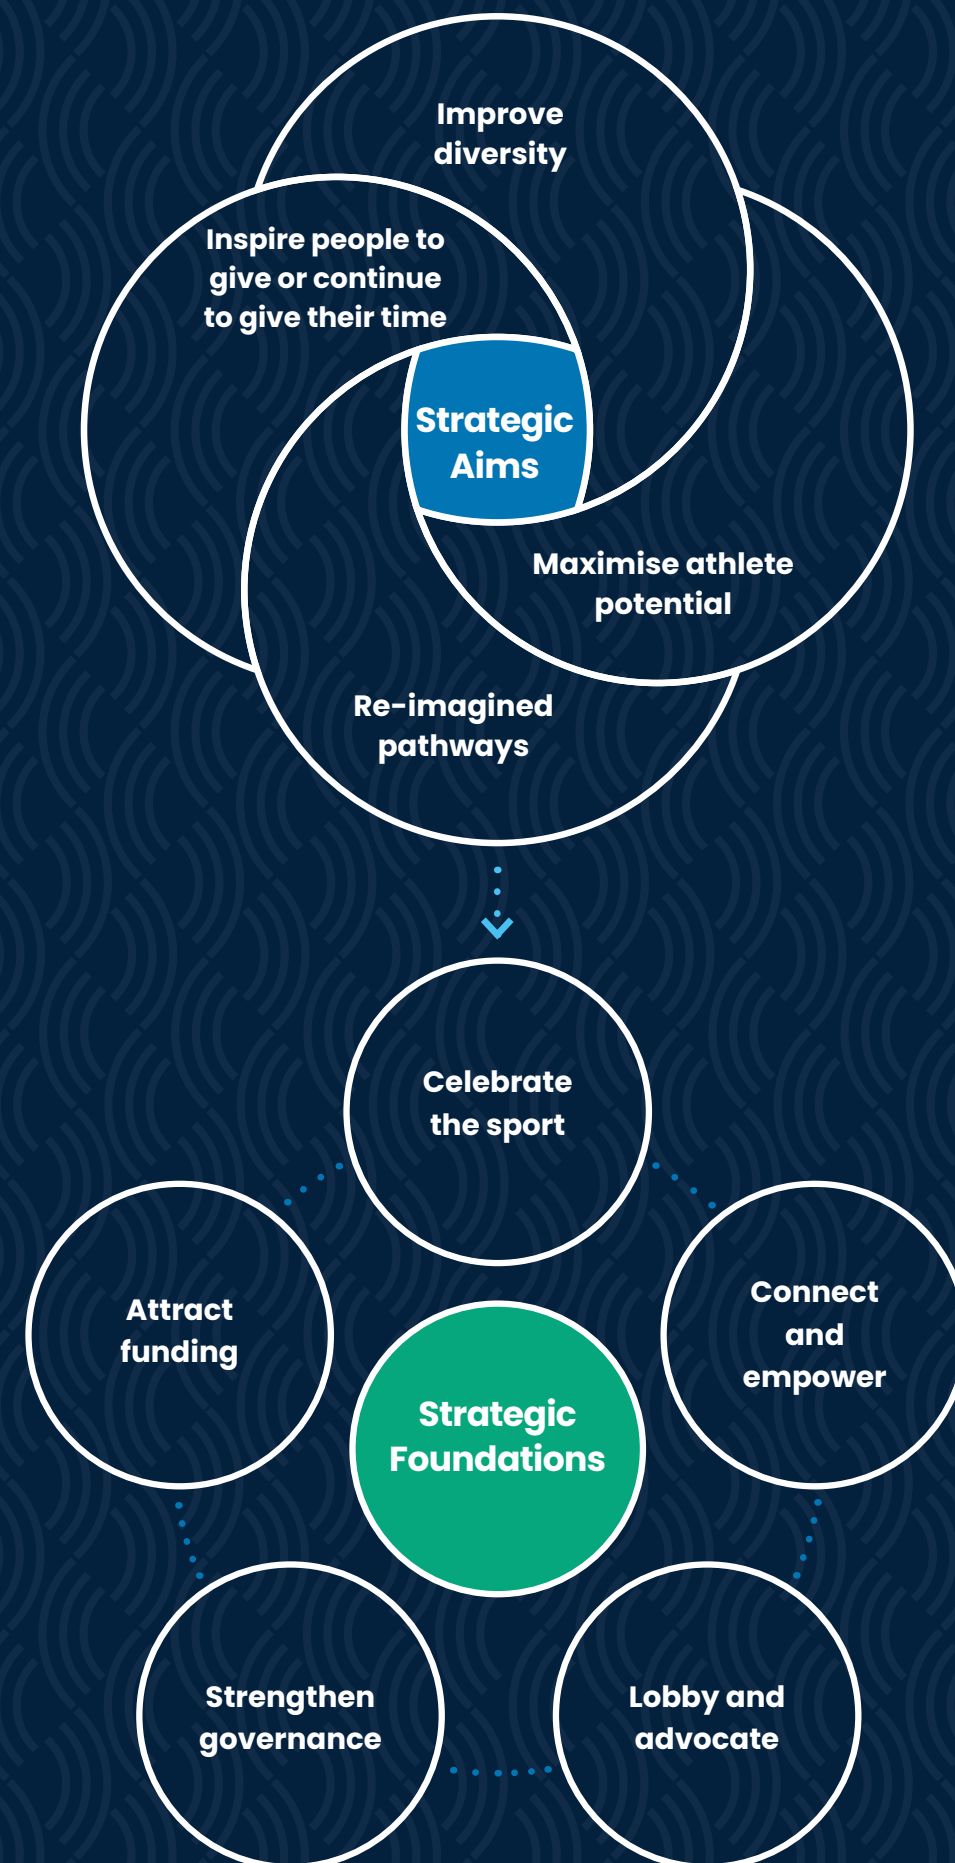 Improve
diversity
Inspire people to
give or continue
to give their time
Strategic
Aims
Maximise athlete
potential
Re-imagined
pathways
Celebrate
the sport
Attract
funding
Connect
and
empower
Strategic
Foundations
Strengthen
governance
Lobby and
advocate